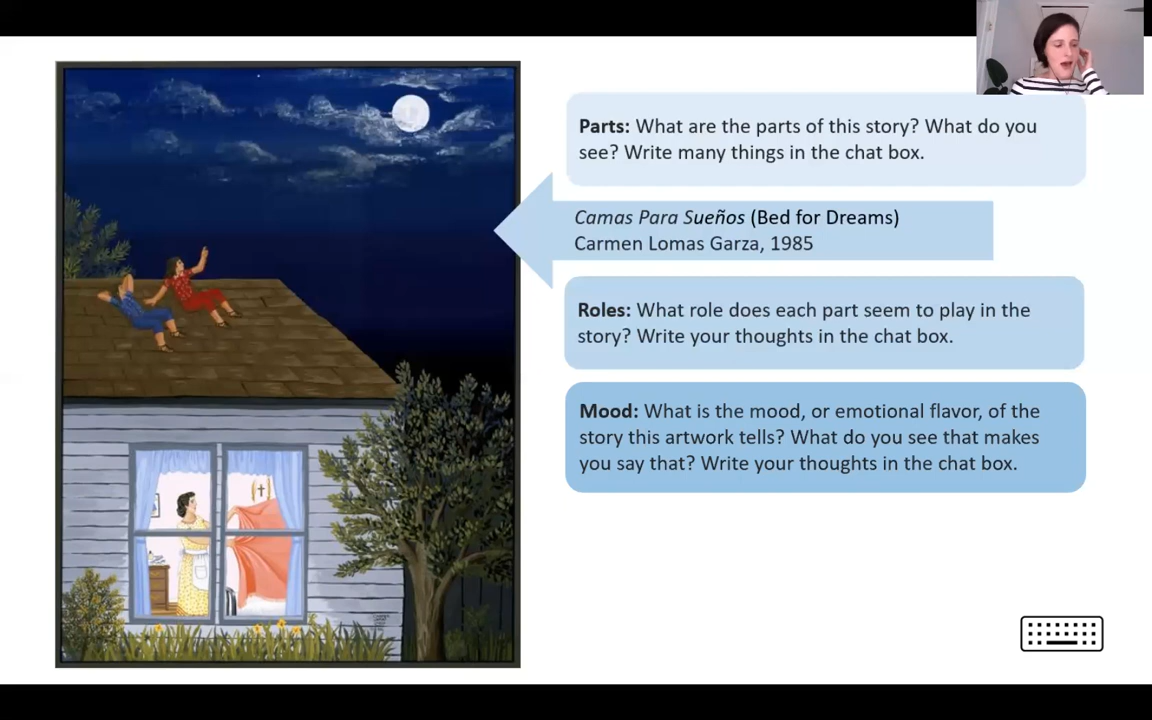 Parts: What are the parts of this story? What do you
see? Write many things in the chat box.
Camas Para Sueños (Bed for Dreams)
Carmen Lomas Garza, 1985
Roles: What role does each part seem to play in the
story? Write your thoughts in the chat box.
Mood: What is the mood, or emotional flavor, of the
story this artwork tells? What do you see that makes
you say that? Write your thoughts in the chat box.